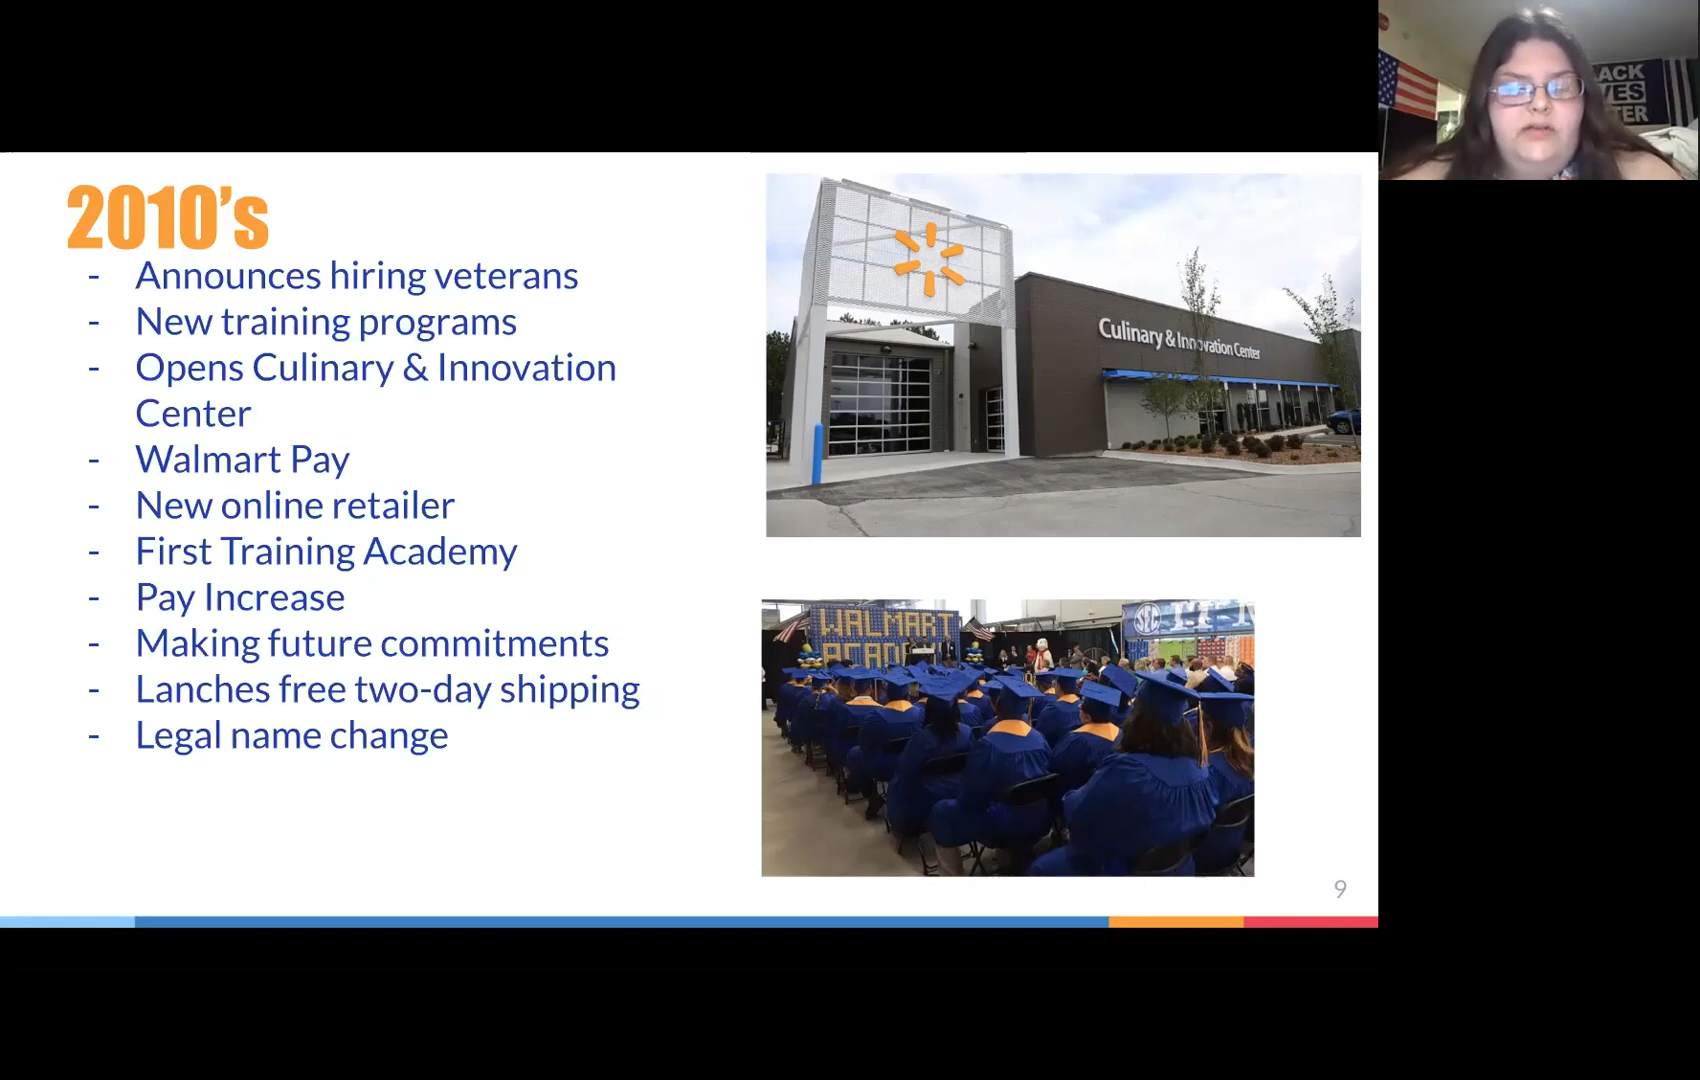 2010's
- Announces hiring veterans
- New training programs
- Opens Culinary & Innovation
Center
- Walmart Pay
- New online retailer
- First Training Academy
- Pay Increase
- Making future commitments
- Lanches free two-day shipping
- Legal name change
Culinary & Innovation Center
WALMART
SFC
9